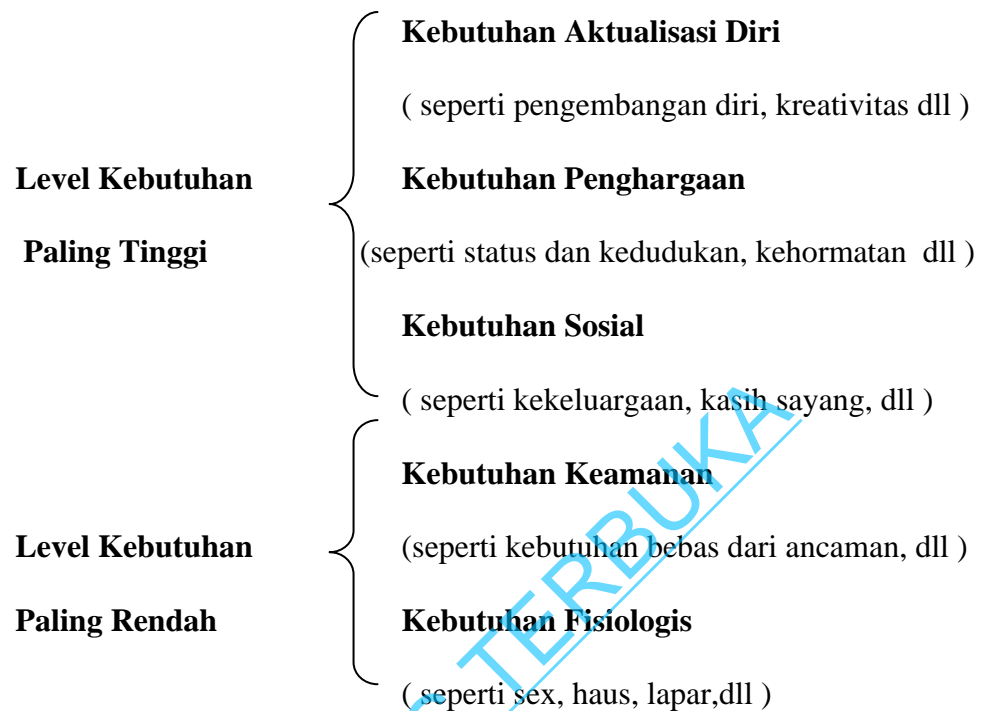 Kebutuhan Aktualisasi Diri
( seperti pengembangan diri, kreativitas dll )
Level Kebutuhan Kebutuhan Penghargaan
Paling Tinggi (seperti status dan kedudukan, kehormatan dll )
Kebutuhan Sosial
( seperti kekeluargaan, kasih sayang, dll )
Kebutuhan Keamanan
Level Kebutuhan (seperti kebutuhan bebas dari ancaman, dll )
Paling Rendah Kebutuhan Fisiologis
( seperti sex, haus, lapar,dll )
TERBUKA